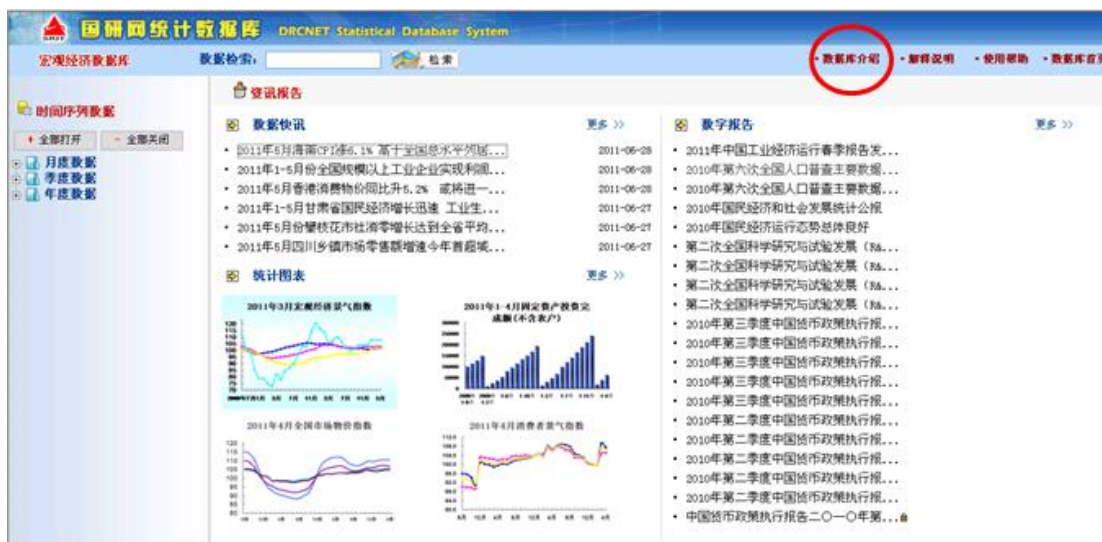 国研网统计数据库 DRCNET Statistical Database System
宏观经济数据库
数据检索:
检索
· 数据库介绍 · 解释说明 · 使用帮助 · 数据库首页
时间序列数据
+ 全部打开 - 全部关闭
月度数据
季度数据
年度数据
资讯报告
数据快讯 更多 >>
· 2011年5月海南CPI涨6.1% 高于全国总水平列居... 2011-06-28
· 2011年1-5月份全国规模以上工业企业实现利润... 2011-06-28
· 2011年5月香港消费物价同比升5.2% 或将进一... 2011-06-28
· 2011年1-5月甘肃省国民经济增长迅速 工业生... 2011-06-27
· 2011年5月份攀枝花市社消零增长达到全省平均... 2011-06-27
· 2011年5月四川乡镇市场零售额增速今年首超城... 2011-06-27
统计图表 更多 >>
2011年3月宏观经济景气指数
2011年1-4月固定资产投资完
成额(不含农户)
2011年4月全国市场物价指数
2011年4月消费者景气指数
数字报告 更多 >>
· 2011年中国工业经济运行春季报告发...
· 2010年第六次全国人口普查主要数据...
· 2010年第六次全国人口普查主要数据...
· 2010年国民经济和社会发展统计公报
· 2010年国民经济运行态势总体良好
· 第二次全国科学研究与试验发展（R&...
· 第二次全国科学研究与试验发展（R&...
· 第二次全国科学研究与试验发展（R&...
· 第二次全国科学研究与试验发展（R&...
· 2010年第三季度中国货币政策执行报...
· 2010年第三季度中国货币政策执行报...
· 2010年第三季度中国货币政策执行报...
· 2010年第三季度中国货币政策执行报...
· 2010年第三季度中国货币政策执行报...
· 2010年第二季度中国货币政策执行报...
· 2010年第二季度中国货币政策执行报...
· 2010年第二季度中国货币政策执行报...
· 2010年第二季度中国货币政策执行报...
· 2010年第二季度中国货币政策执行报...
· 中国货币政策执行报告二〇一〇年第...